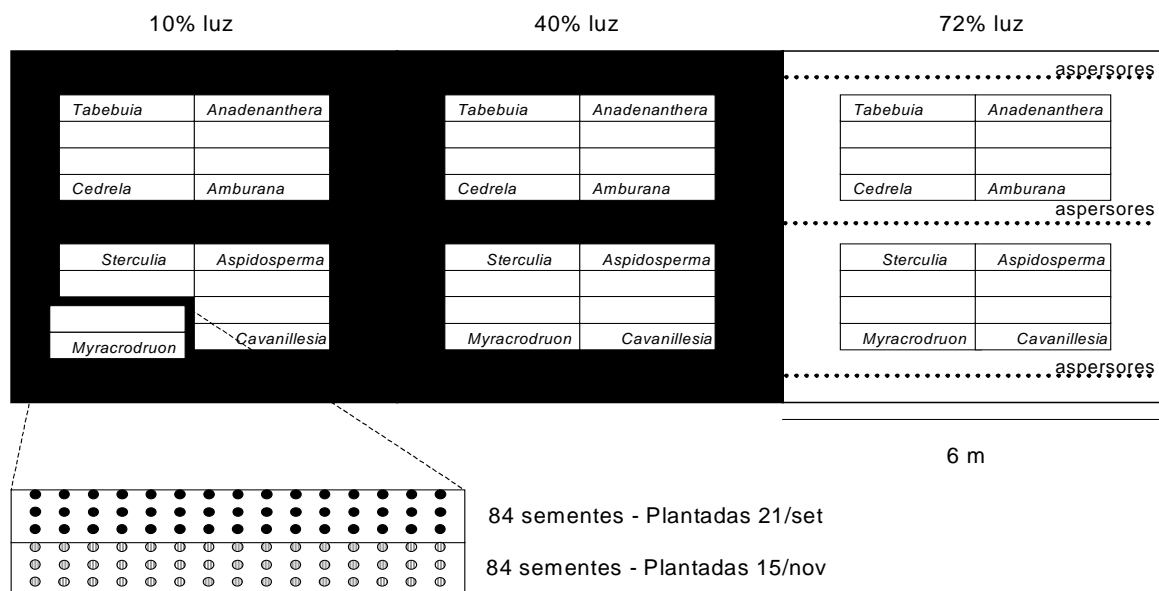 10% luz 40% luz 72% luz
aspersores
Tabebuia Anadenanthera Tabebuia Anadenanthera Tabebuia Anadenanthera
Cedrela Amburana Cedrela Amburana Cedrela Amburana
aspersores
Sterculia Aspidosperma Sterculia Aspidosperma Sterculia Aspidosperma
Myracrodruon Cavanillesia Myracrodruon Cavanillesia Myracrodruon Cavanillesia
aspersores
6 m
84 sementes - Plantadas 21/set
84 sementes - Plantadas 15/nov